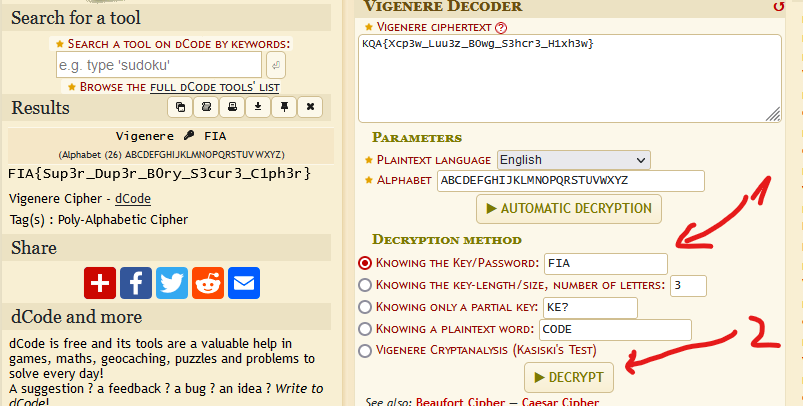 Search for a tool
★ SEARCH A TOOL ON DCODE BY KEYWORDS:
e.g. type 'sudoku'
★ BROWSE THE FULL DCODE TOOLS' LIST
Results
Vigenere FIA
(Alphabet (26) ABCDEFGHIJKLMNOPQRSTUVWXYZ)
FIA{Sup3r_Dup3r_B0ry_S3cur3_C1ph3r}
Vigenere Cipher - dCode
Tag(s) : Poly-Alphabetic Cipher
Share
dCode and more
dCode is free and its tools are a valuable help in
games, maths, geocaching, puzzles and problems to
solve every day!
A suggestion ? a feedback ? a bug ? an idea ? Write to
dCode!
VIGENERE DECODER
★ VIGENERE CIPHERTEXT ?
KQA{Xcp3w_Luu3z_B0wg_S3hcr3_H1xh3w}
PARAMETERS
★ PLAINTEXT LANGUAGE English
★ ALPHABET ABCDEFGHIJKLMNOPQRSTUVWXYZ
▶ AUTOMATIC DECRYPTION
1
DECRYPTION METHOD
KNOWING THE KEY/PASSWORD: FIA
KNOWING THE KEY-LENGTH/SIZE, NUMBER OF LETTERS: 3
KNOWING ONLY A PARTIAL KEY: KE?
KNOWING A PLAINTEXT WORD: CODE
VIGENERE CRYPTANALYSIS (KASISKI'S TEST)
2
▶ DECRYPT
See also: Beaufort Cipher — Caesar Cipher